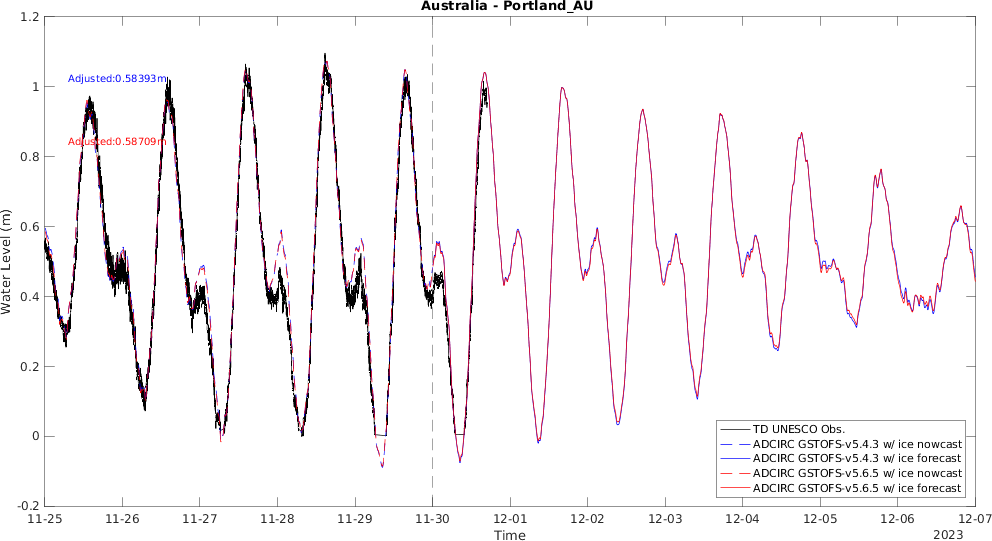 Australia - Portland_AU
1.2
1
0.8
0.6
0.4
0.2
0
-0.2
Water Level (m)
Adjusted:0.58393m
Adjusted:0.58709m
TD UNESCO Obs.
ADCIRC GSTOFS-v5.4.3 w/ ice nowcast
ADCIRC GSTOFS-v5.4.3 w/ ice forecast
ADCIRC GSTOFS-v5.6.5 w/ ice nowcast
ADCIRC GSTOFS-v5.6.5 w/ ice forecast
11-25 11-26 11-27 11-28 11-29 11-30 12-01 12-02 12-03 12-04 12-05 12-06 12-07
Time
2023